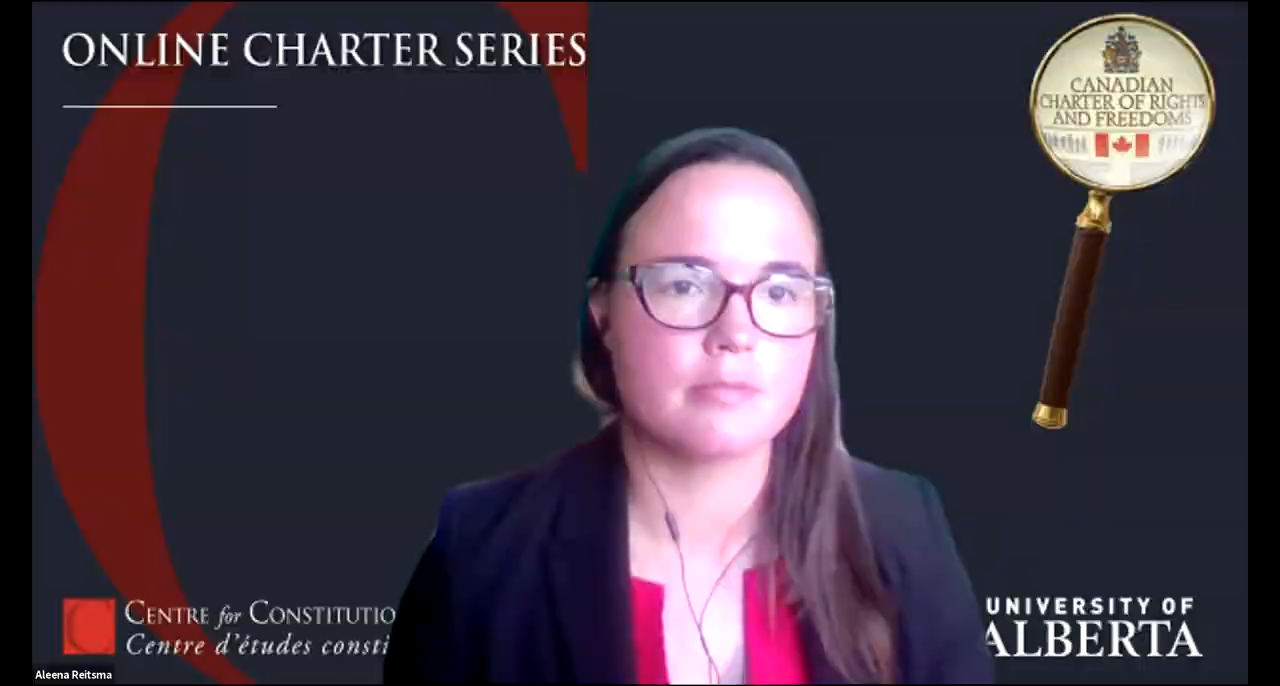 ONLINE CHARTER SERIES
CANADIAN
CHARTER OF RIGHTS
AND FREEDOMS
CENTRE for CONSTITUTIO
Centre d'études consti
UNIVERSITY OF
ALBERTA
Aleena Reitsma